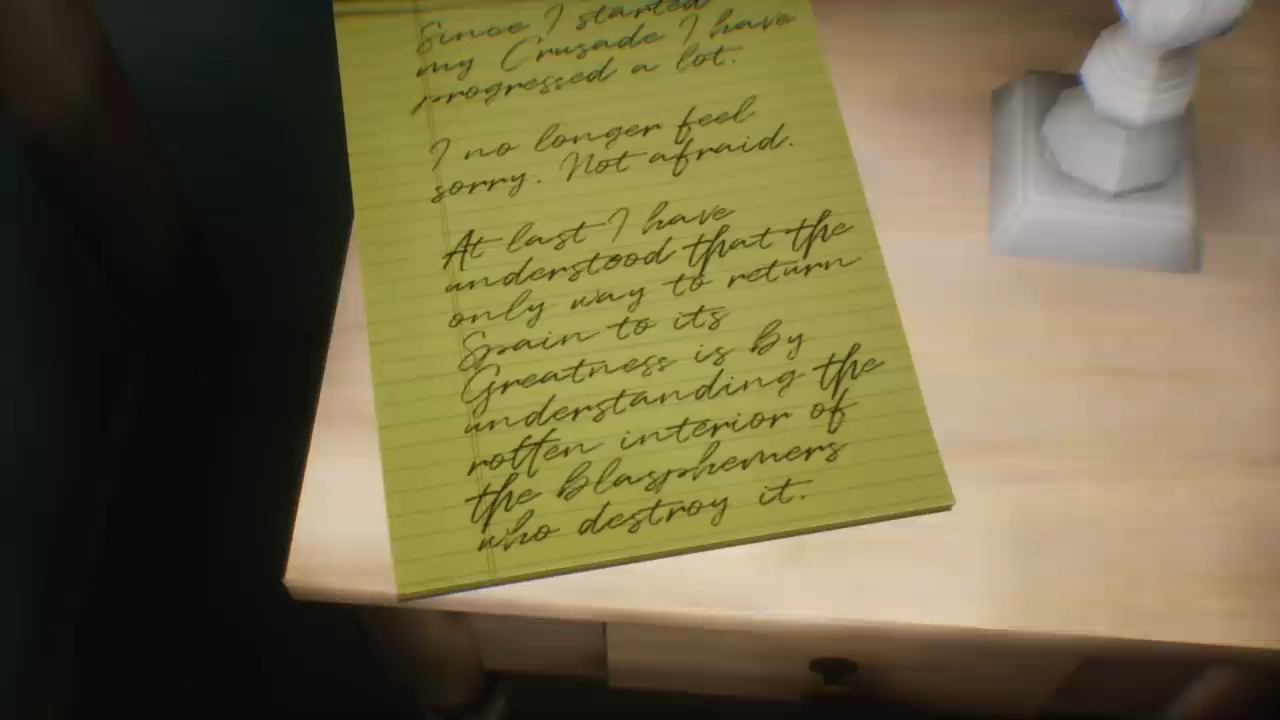 Since I started
my Crusade I have
progressed a lot.
I no longer feel
sorry. Not afraid.
At last I have
understood that the
only way to return
Spain to its
Greatness is by
understanding the
rotten interior of
the blasphemers
who destroy it.